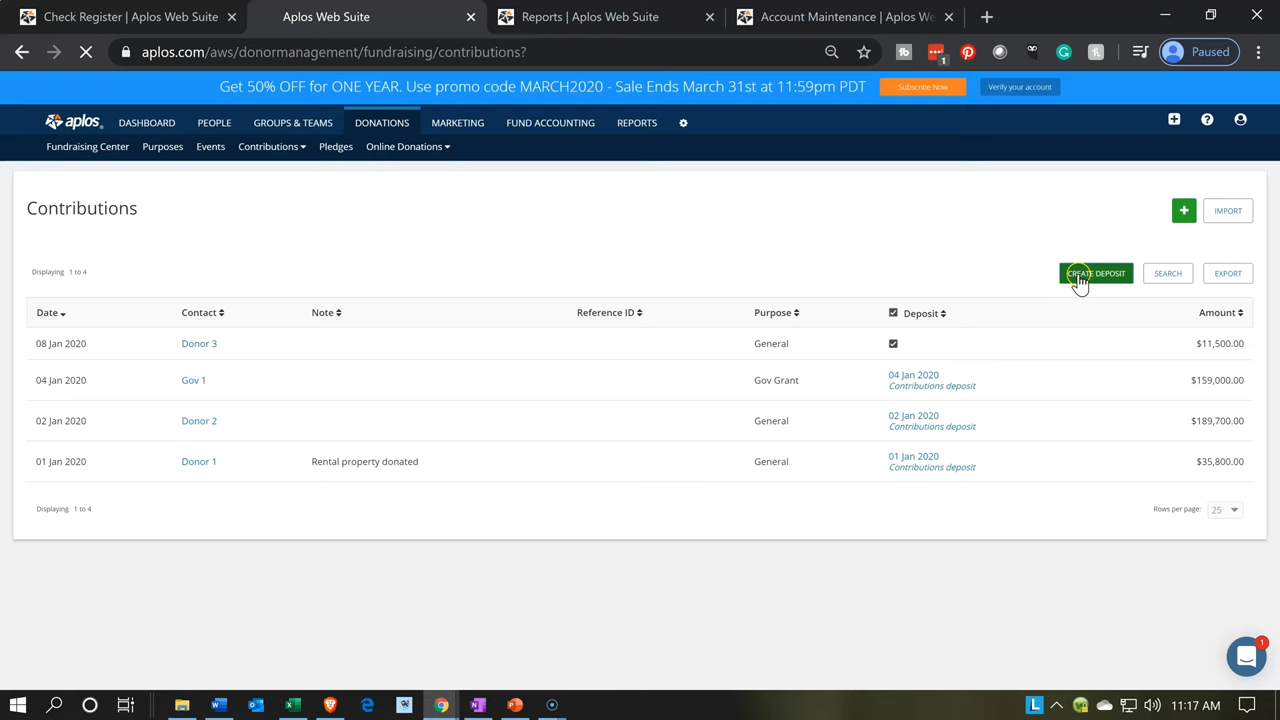 Check Register | Aplos Web Suite
Aplos Web Suite
Reports | Aplos Web Suite
Account Maintenance | Aplos We
aplos.com/aws/donormanagement/fundraising/contributions?
1
Paused
Get 50% OFF for ONE YEAR. Use promo code MARCH2020 - Sale Ends March 31st at 11:59pm PDT
Subscribe Now
Verify your account
aplos
DASHBOARD
PEOPLE
GROUPS & TEAMS
DONATIONS
MARKETING
FUND ACCOUNTING
REPORTS
Fundraising Center
Purposes
Events
Contributions
Pledges
Online Donations
Contributions
+
IMPORT
Displaying 1 to 4
CREATE DEPOSIT
SEARCH
EXPORT
Date Contact Note Reference ID Purpose Deposit Amount
08 Jan 2020 Donor 3 General $11,500.00
04 Jan 2020 Gov 1 Gov Grant 04 Jan 2020 $159,000.00
Contributions deposit
02 Jan 2020 Donor 2 General 02 Jan 2020 $189,700.00
Contributions deposit
01 Jan 2020 Donor 1 Rental property donated General 01 Jan 2020 $35,800.00
Contributions deposit
Displaying 1 to 4
Rows per page: 25
1
11:17 AM